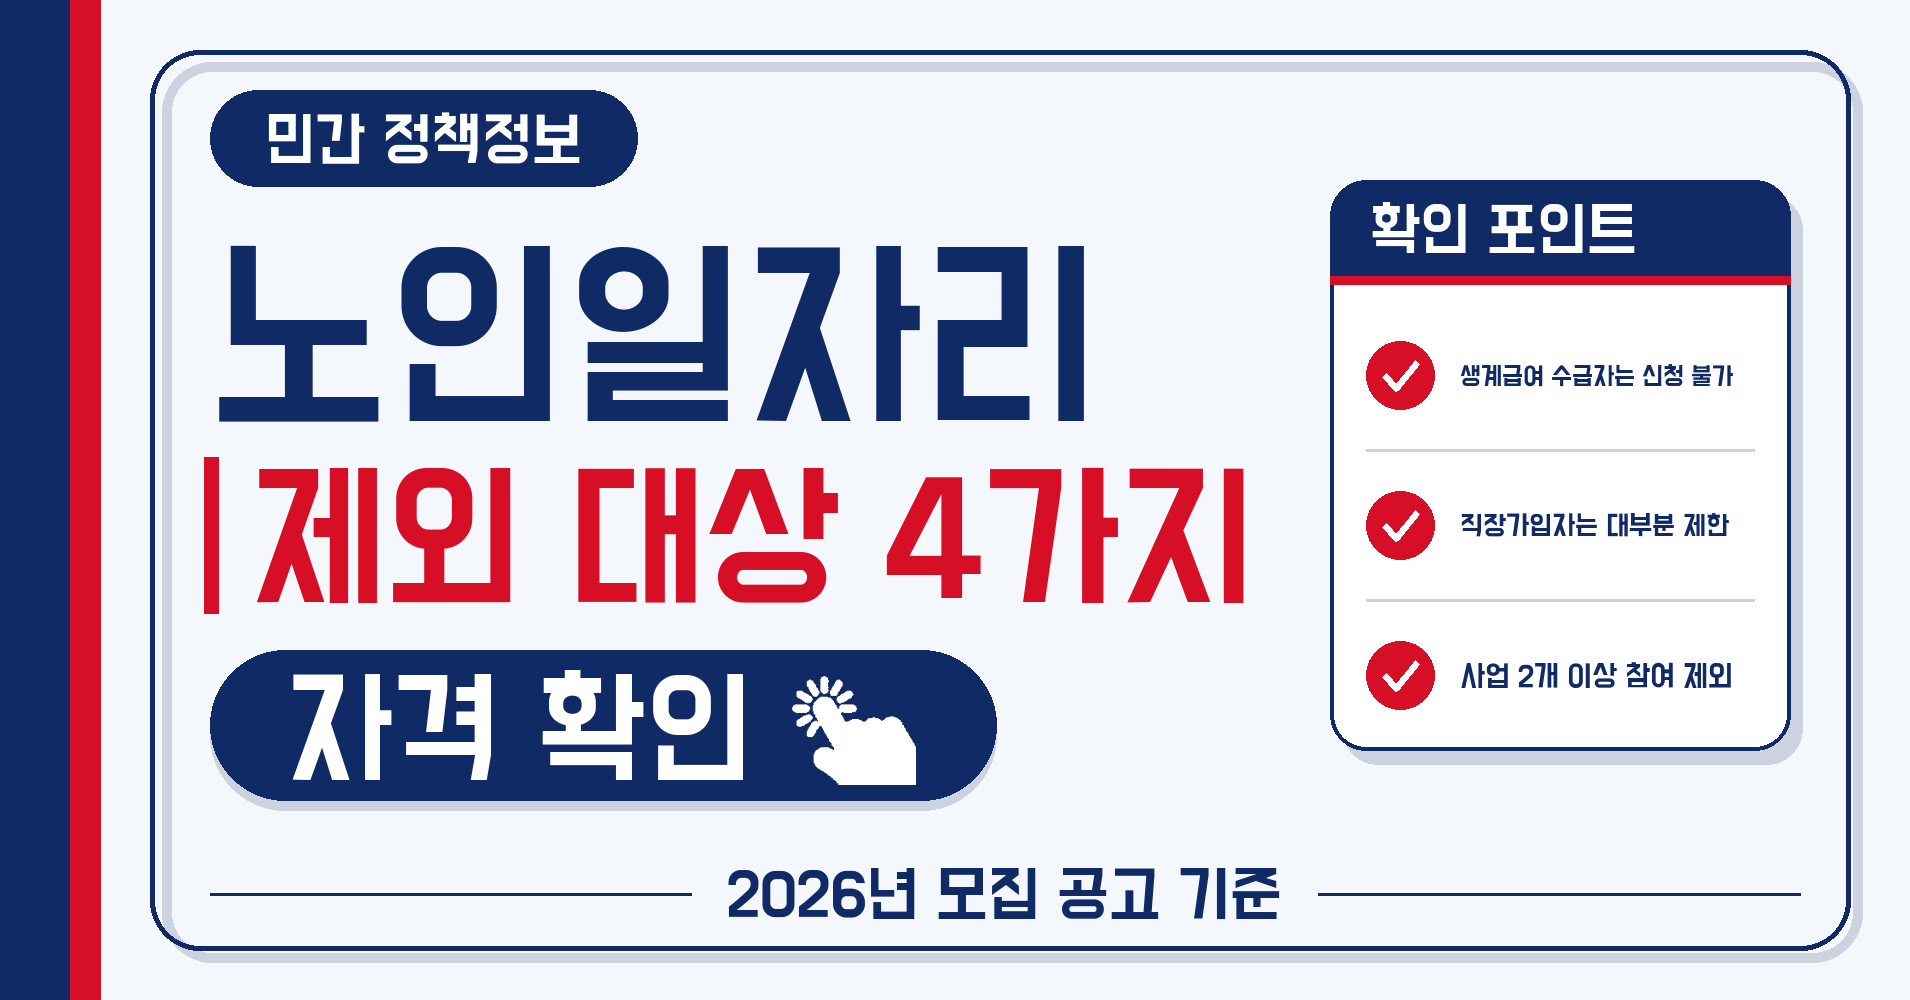 민간 정책정보
노인일자리
제외 대상 4가지
자격 확인
확인 포인트
생계급여 수급자는 신청 불가
직장가입자는 대부분 제한
사업 2개 이상 참여 제외
2026년 모집 공고 기준